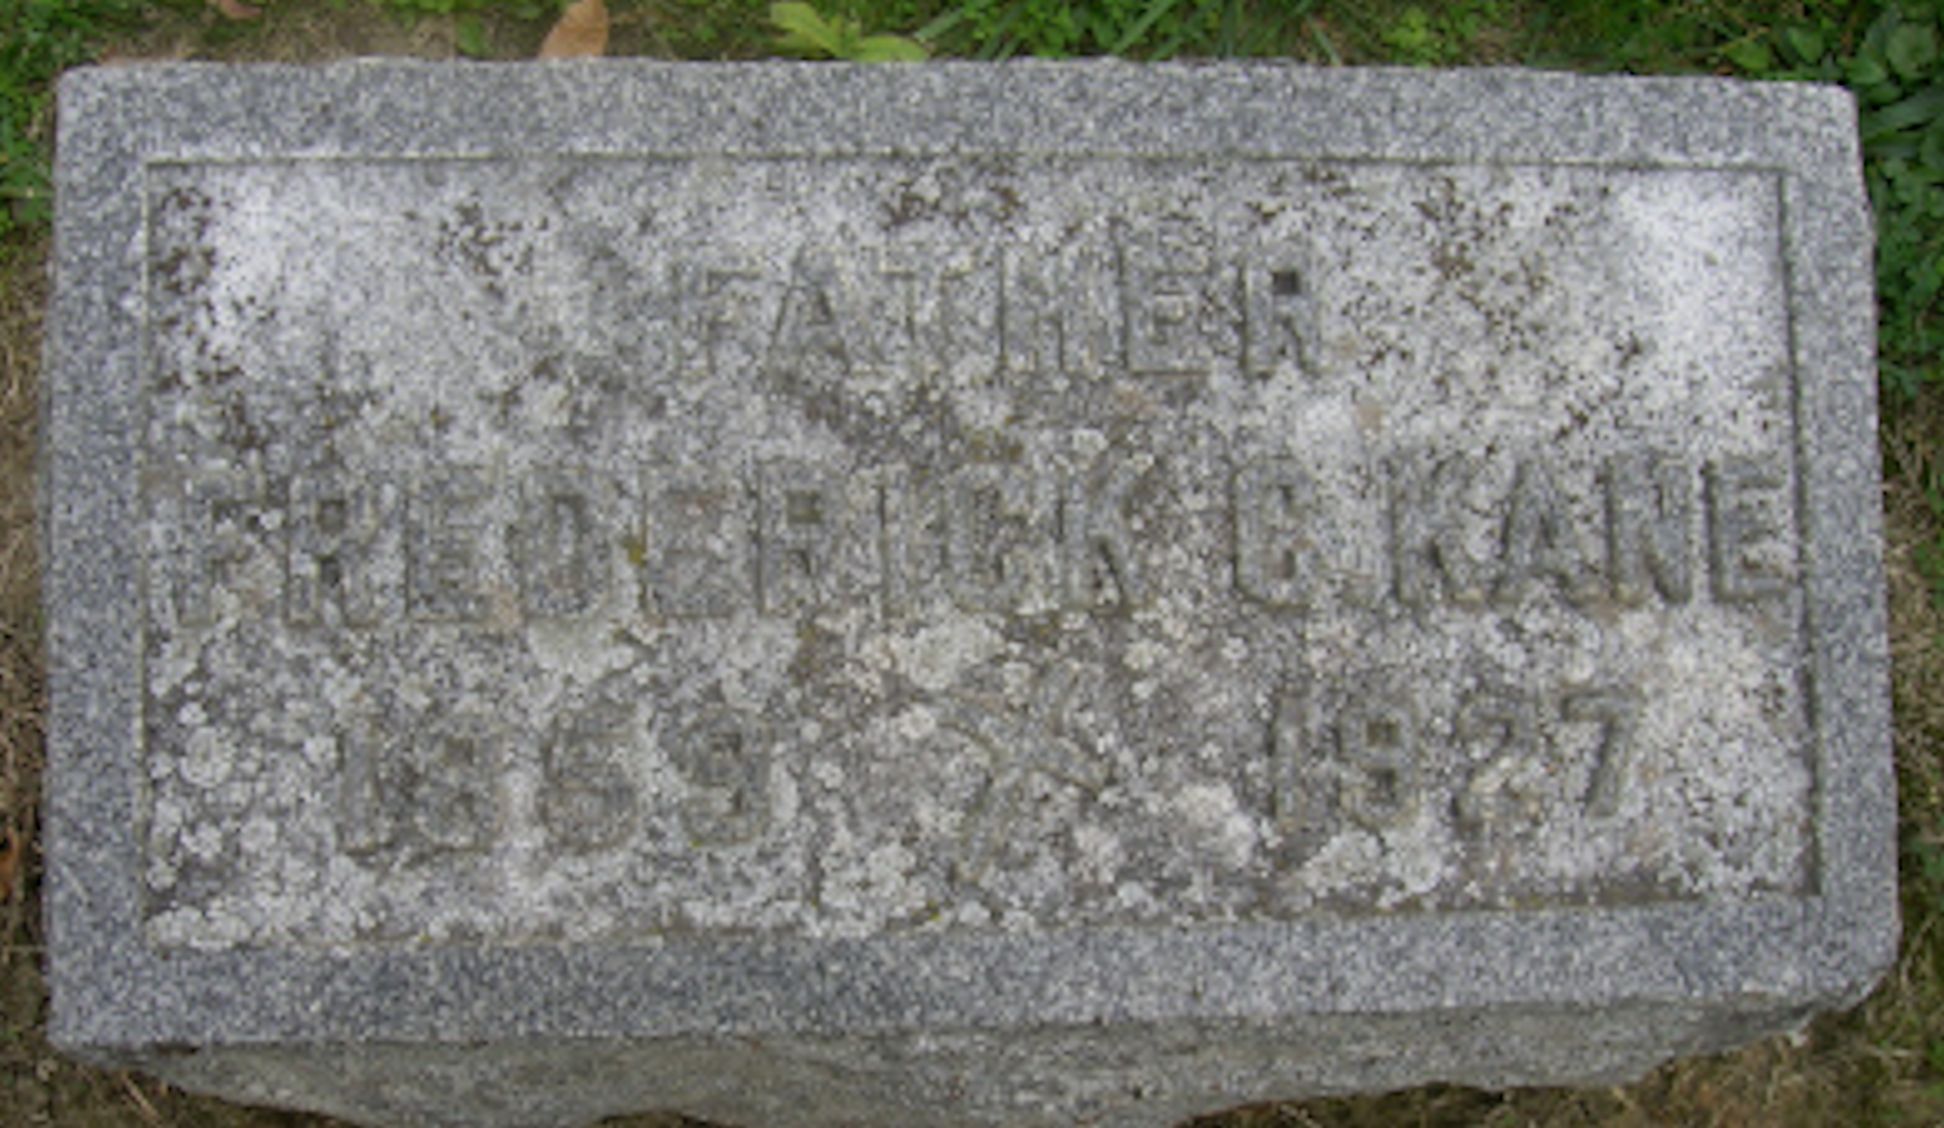 FATHER
FREDERICK C. KANE
1869 1927